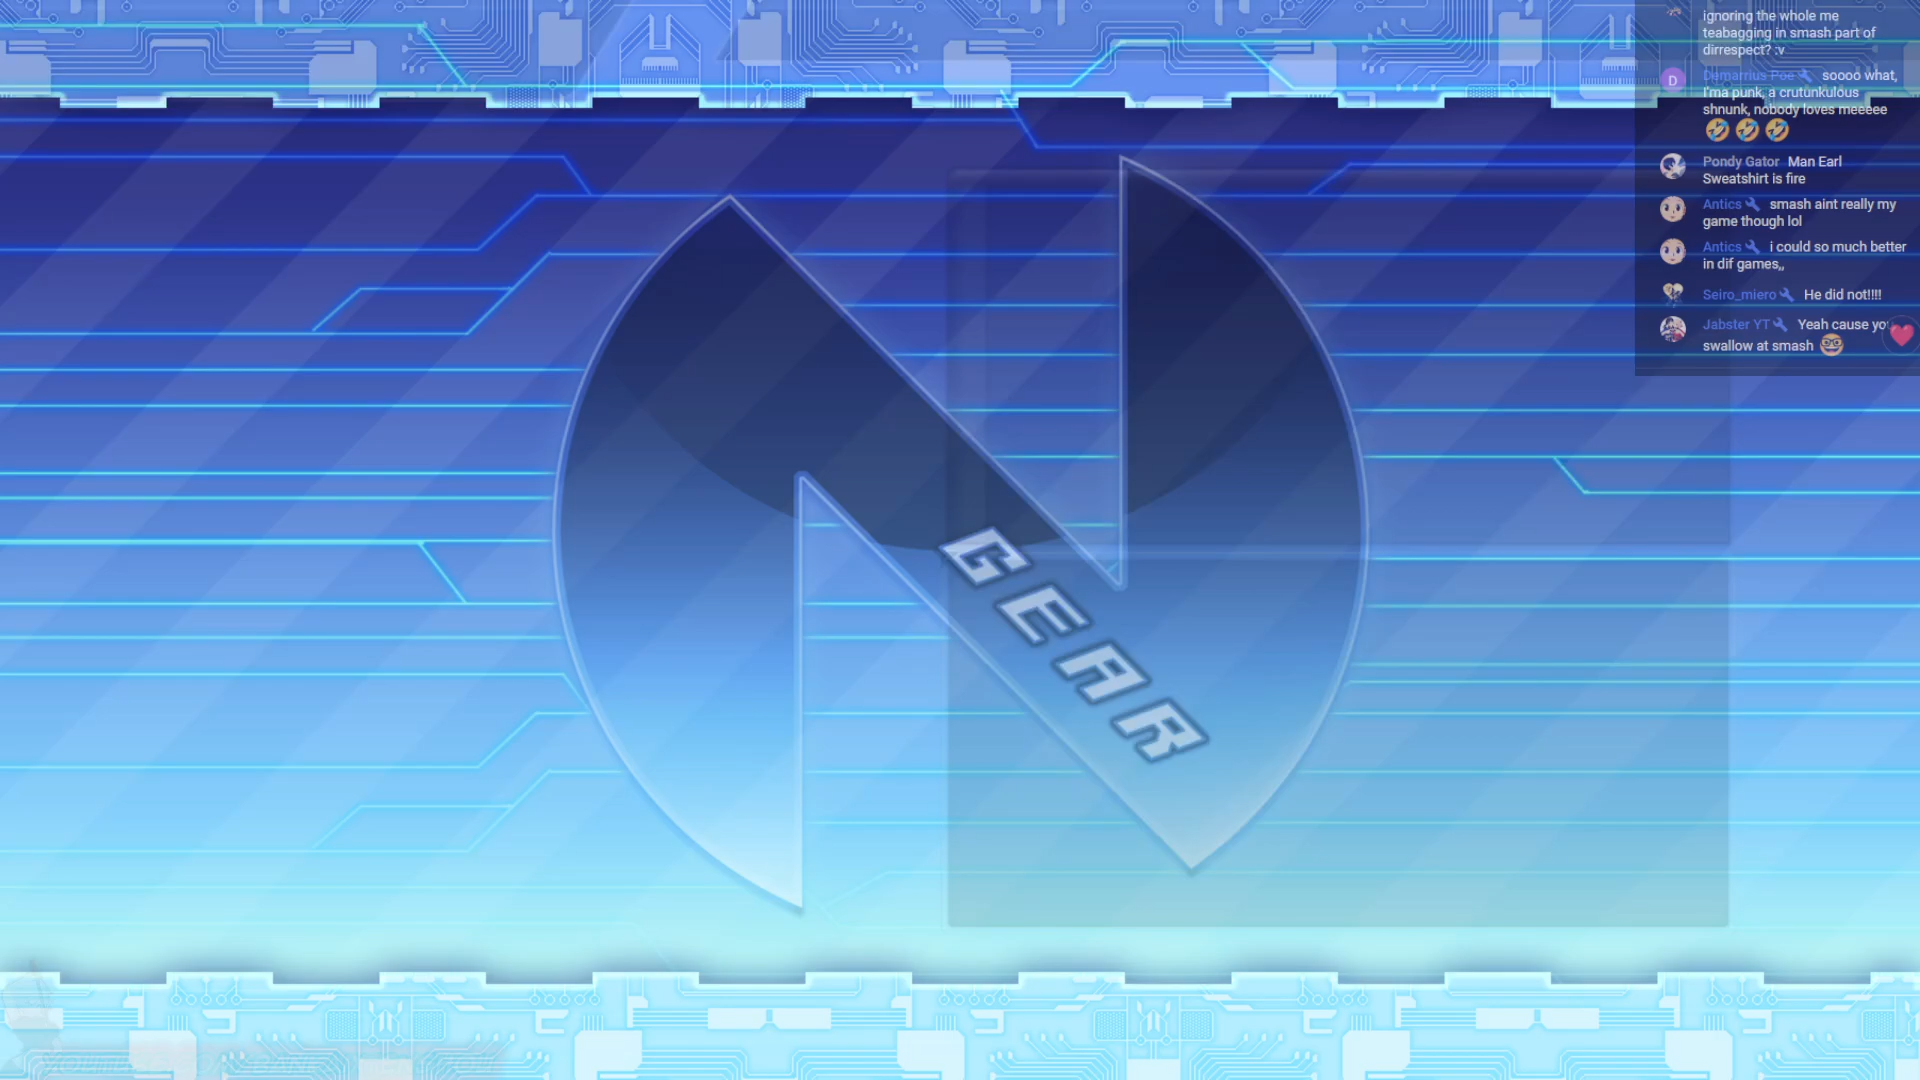 ignoring the whole me
teabagging in smash part of
dirrespect? :v
Demarrius Poe soooo what,
I'ma punk, a crutunkulous
shnunk, nobody loves meeeee
🤣 🤣 🤣
Pondy Gator Man Earl
Sweatshirt is fire
Antics smash aint really my
game though lol
Antics i could so much better
in dif games,,
Seiro_miero He did not!!!!
Jabster YT Yeah cause you
swallow at smash 🤓
D
GEAR